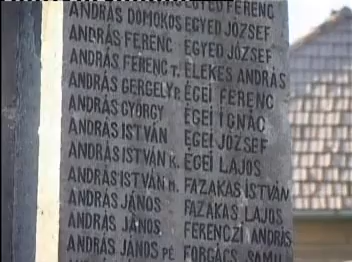 ANDRÁS DOMOKOS EGYED JÓZSEF
ANDRÁS FERENC EGYED JÓZSEF
ANDRÁS FERENC T. ELEKES ANDRÁS
ANDRÁS GERGELY P. ÉGEI FERENC
ANDRÁS GYÖRGY ÉGEI IGNÁC
ANDRÁS ISTVÁN ÉGEI JÓZSEF
ANDRÁS ISTVÁN K. ÉGEI LAJOS
ANDRÁS ISTVÁN M. FAZAKAS ISTVÁN
ANDRÁS JÁNOS FAZAKAS LAJOS
ANDRÁS JÁNOS FERENCZI ANDRÁS
ANDRÁS JÁNOS PÉ FORGÁCS SAMU